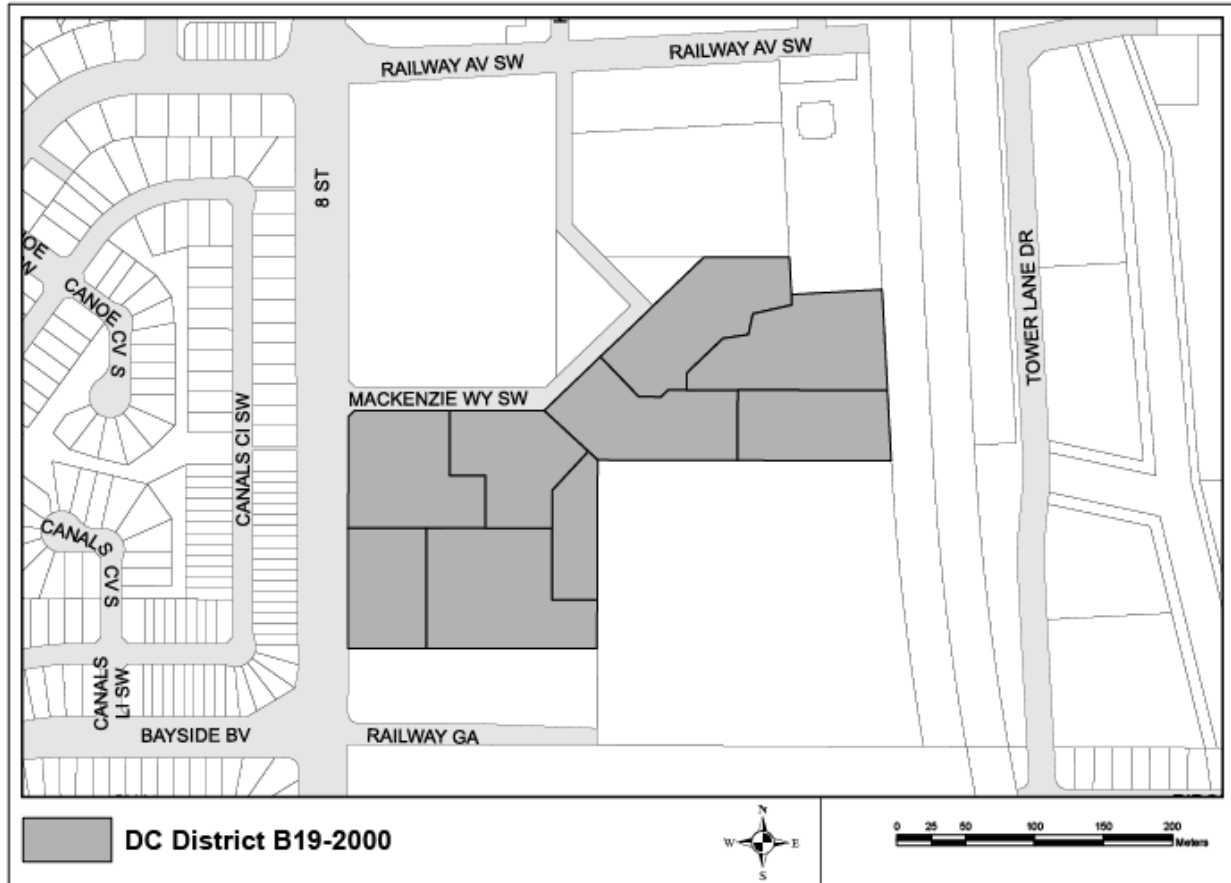 RAILWAY AV SW
RAILWAY AV SW
8 ST
CANOE CV S
TOWER LANE DR
MACKENZIE WY SW
CANALS CI SW
CANALS
CV S
CANALS
LI SW
BAYSIDE BV
RAILWAY GA
DC District B19-2000
N
W E
S
0 25 50 100 150 200
Meters